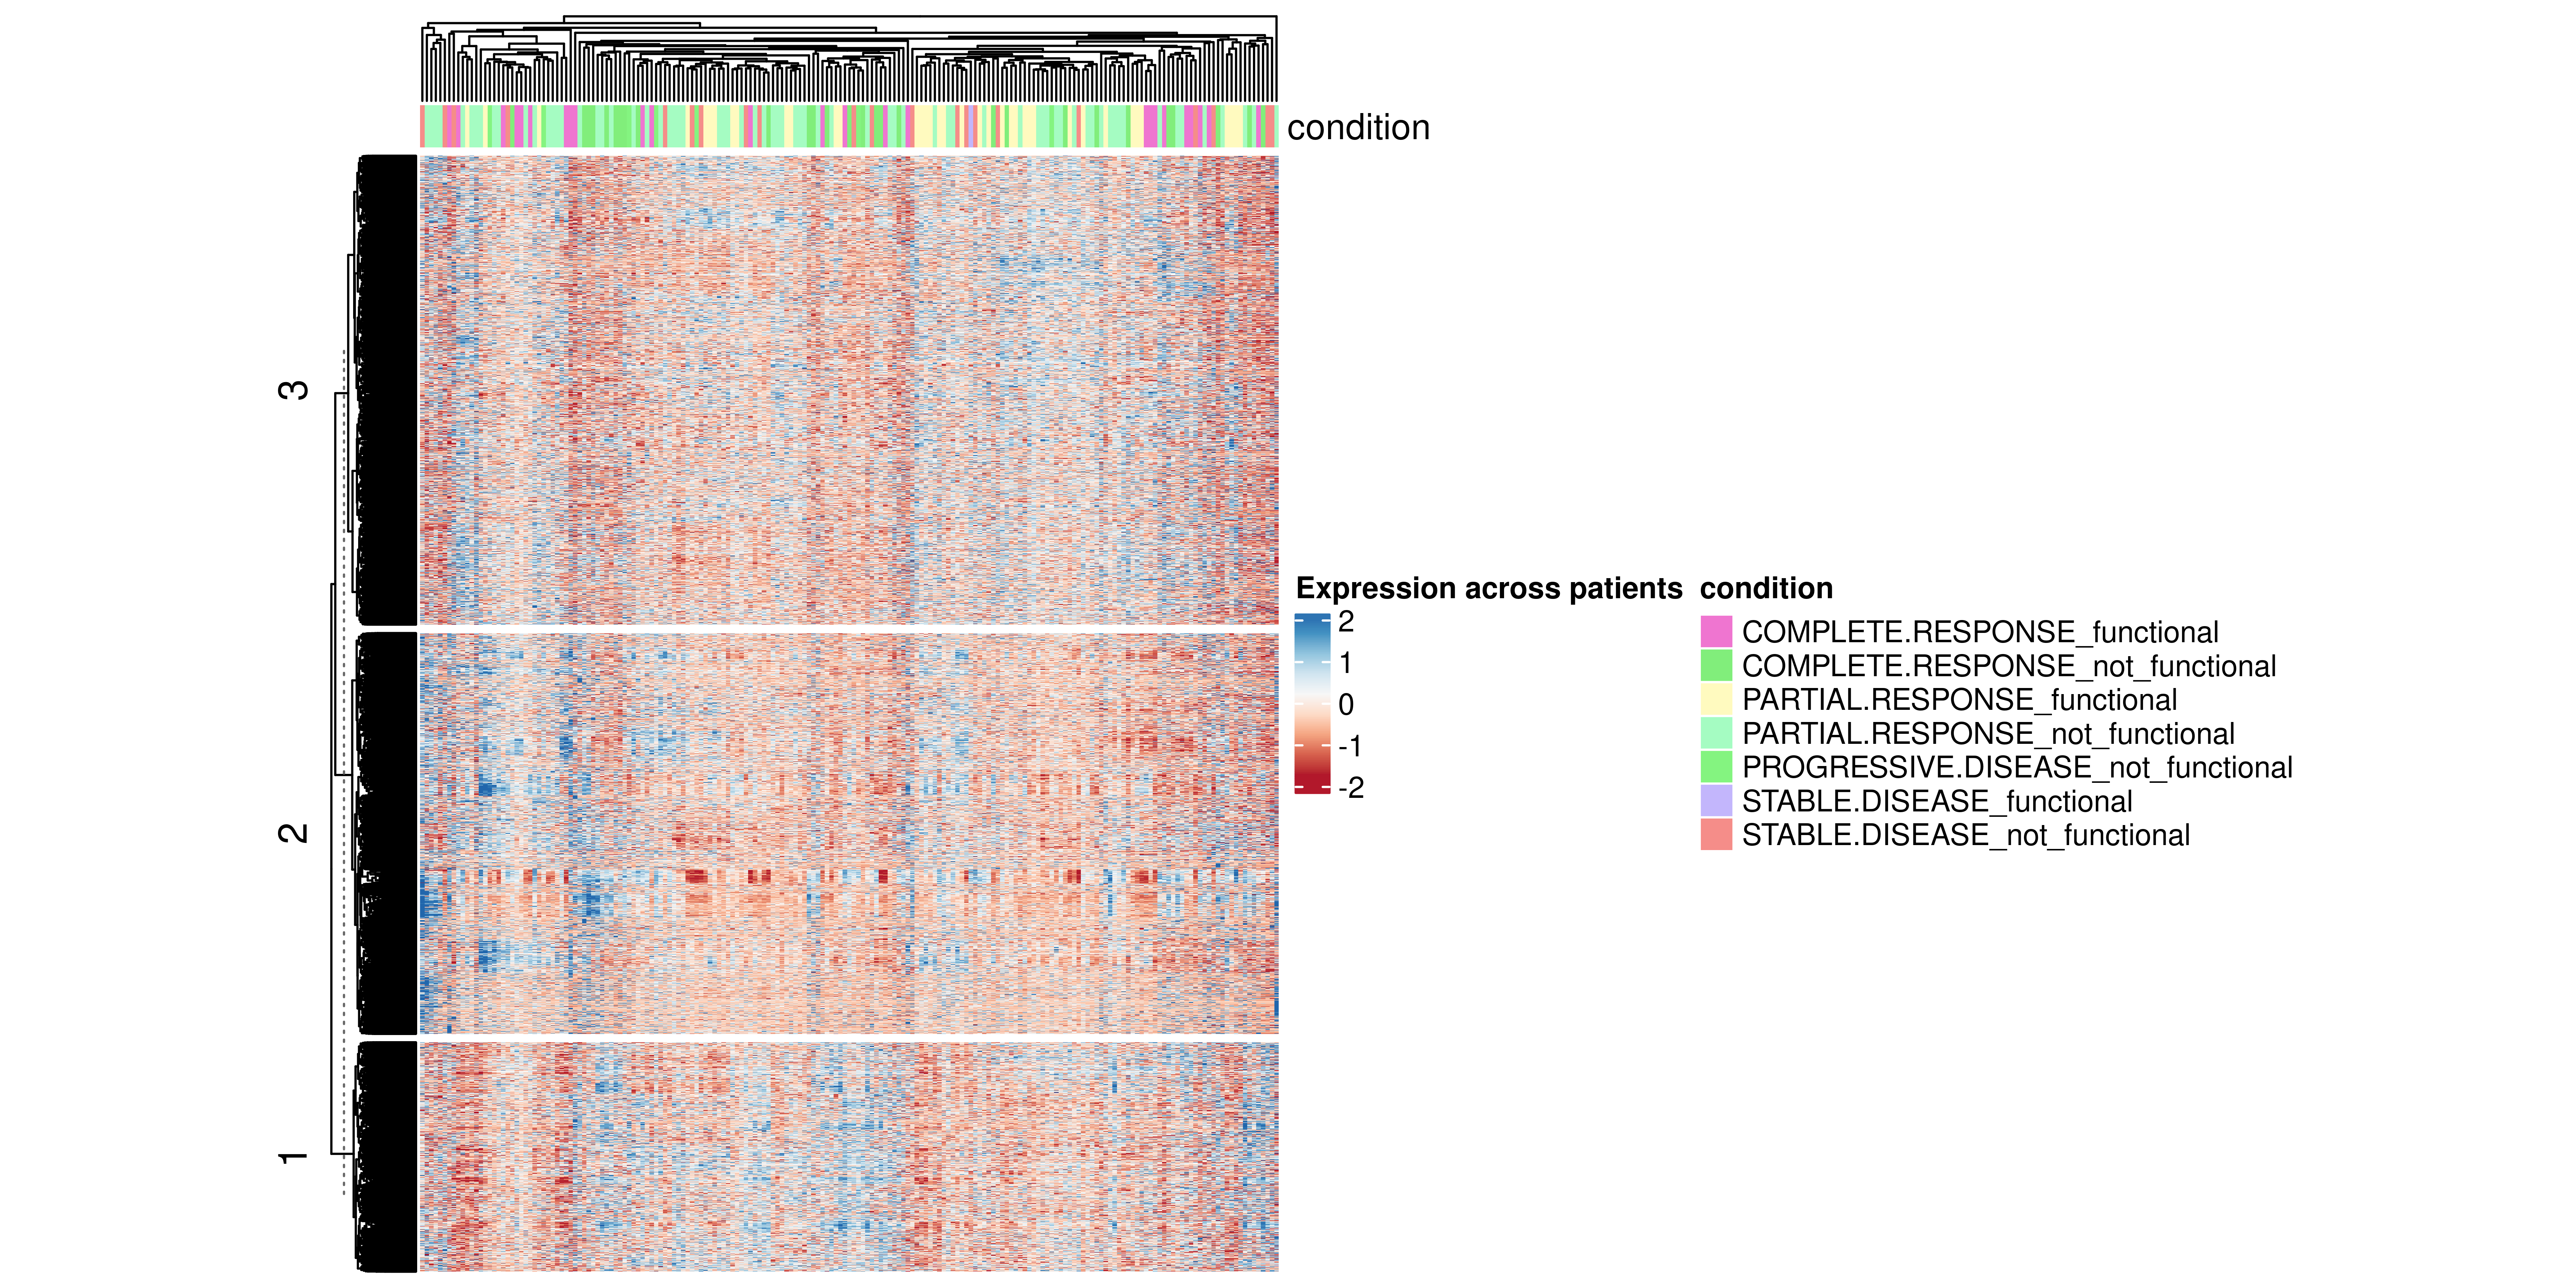 condition
3
2
1
Expression across patients
2
1
0
-1
-2
condition
COMPLETE.RESPONSE_functional
COMPLETE.RESPONSE_not_functional
PARTIAL.RESPONSE_functional
PARTIAL.RESPONSE_not_functional
PROGRESSIVE.DISEASE_not_functional
STABLE.DISEASE_functional
STABLE.DISEASE_not_functional